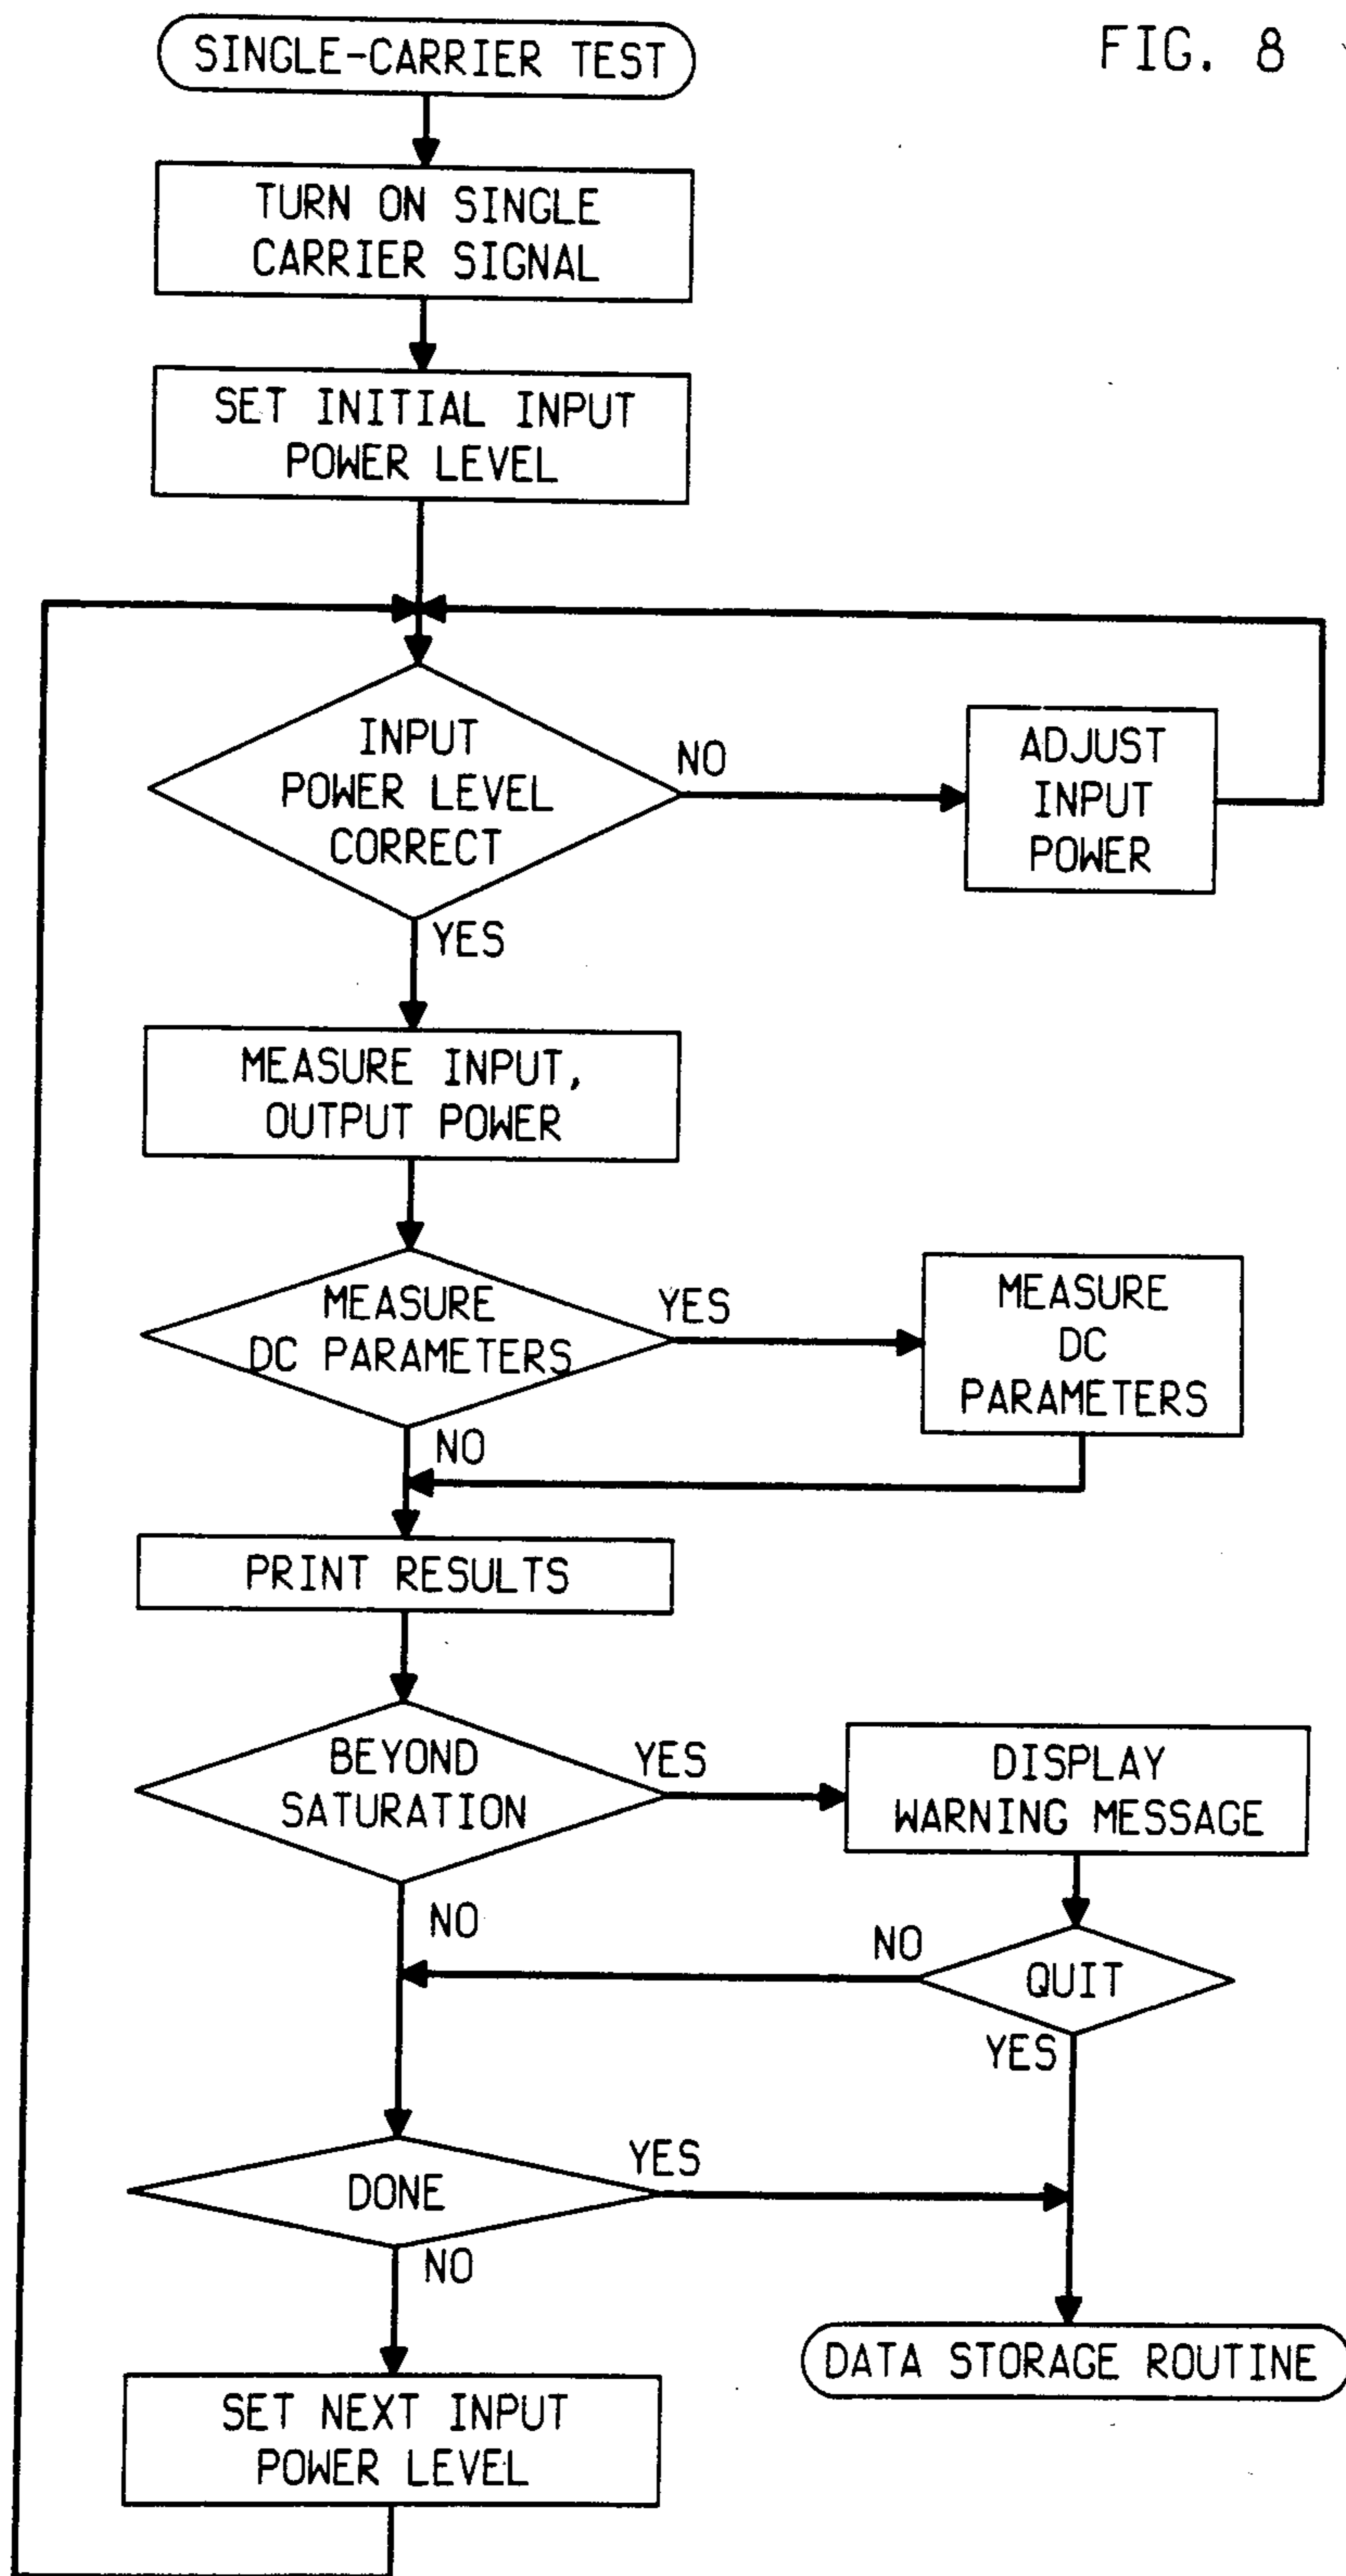 FIG. 8
SINGLE-CARRIER TEST
TURN ON SINGLE
CARRIER SIGNAL
SET INITIAL INPUT
POWER LEVEL
INPUT
POWER LEVEL
CORRECT
NO
ADJUST
INPUT
POWER
YES
MEASURE INPUT,
OUTPUT POWER
MEASURE
DC PARAMETERS
YES
MEASURE
DC
PARAMETERS
NO
PRINT RESULTS
BEYOND
SATURATION
YES
DISPLAY
WARNING MESSAGE
NO
NO
QUIT
YES
DONE
YES
NO
DATA STORAGE ROUTINE
SET NEXT INPUT
POWER LEVEL